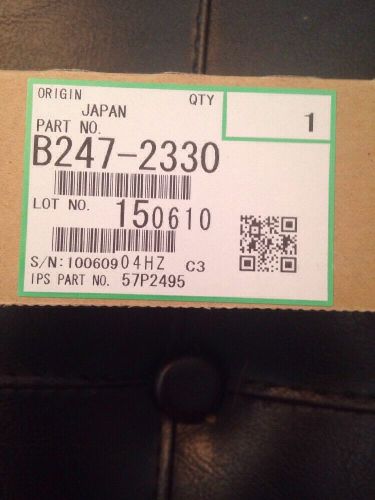 ORIGIN QTY
JAPAN 1
PART NO.
B247-2330
LOT NO. 150610
S/N:10060904HZ C3
IPS PART NO. 57P2495